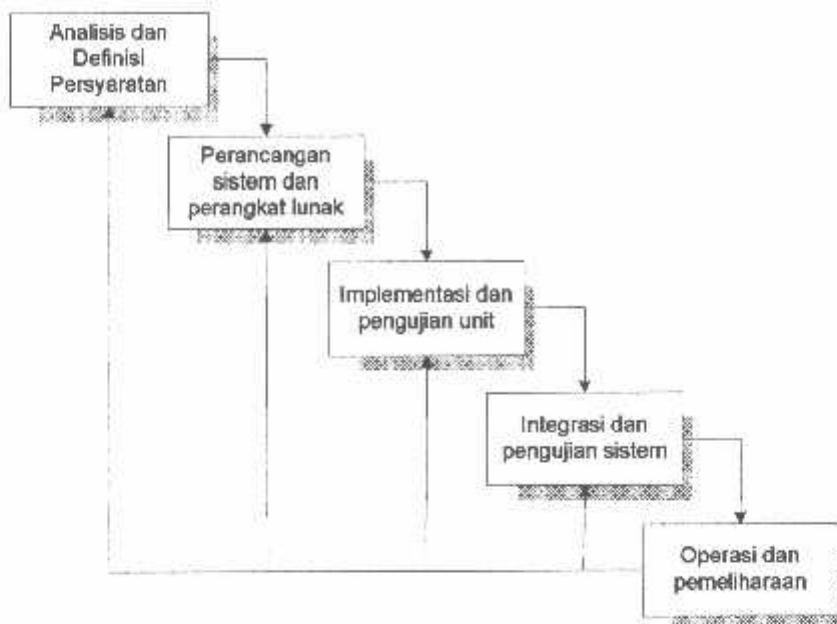 Analisis dan
Definisi
Persyaratan
Perancangan
sistem dan
perangkat lunak
Implementasi dan
pengujian unit
Integrasi dan
pengujian sistem
Operasi dan
pemeliharaan